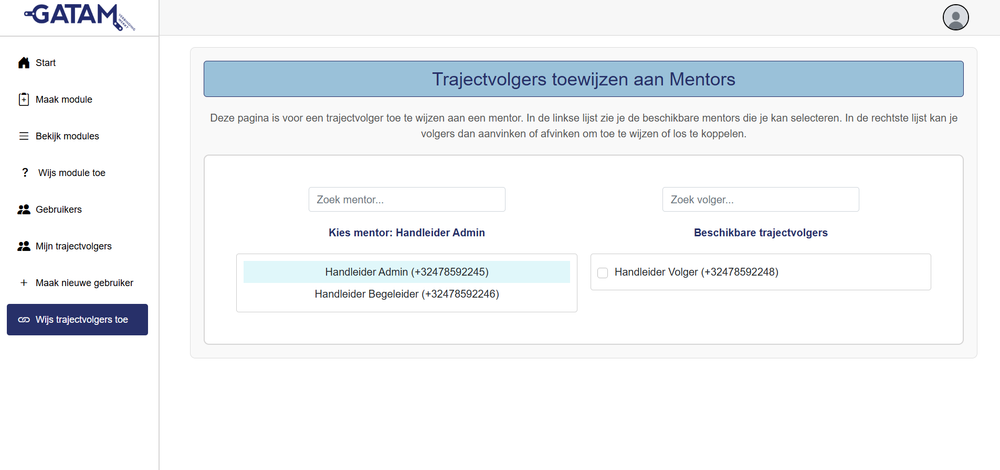 GATAM
VERBINDING
WERKT
Start
Maak module
Bekijk modules
? Wijs module toe
Gebruikers
Mijn trajectvolgers
+ Maak nieuwe gebruiker
Wijs trajectvolgers toe
Trajectvolgers toewijzen aan Mentors
Deze pagina is voor een trajectvolger toe te wijzen aan een mentor. In de linkse lijst zie je de beschikbare mentors die je kan selecteren. In de rechtste lijst kan je
volgers dan aanvinken of afvinken om toe te wijzen of los te koppelen.
Zoek mentor...
Kies mentor: Handleider Admin
Handleider Admin (+32478592245)
Handleider Begeleider (+32478592246)
Zoek volger...
Beschikbare trajectvolgers
Handleider Volger (+32478592248)